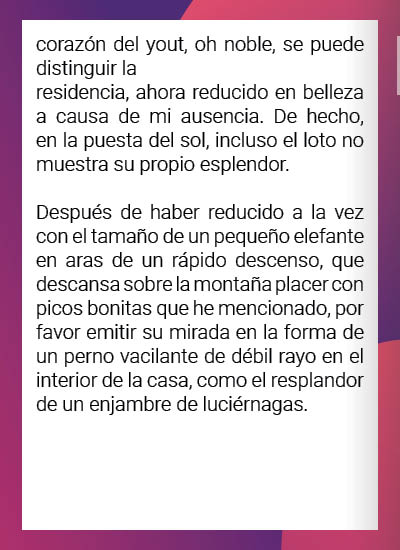 corazón del yout, oh noble, se puede
distinguir la
residencia, ahora reducido en belleza
a causa de mi ausencia. De hecho,
en la puesta del sol, incluso el loto no
muestra su propio esplendor.
Después de haber reducido a la vez
con el tamaño de un pequeño elefante
en aras de un rápido descenso, que
descansa sobre la montaña placer con
picos bonitas que he mencionado, por
favor emitir su mirada en la forma de
un perno vacilante de débil rayo en el
interior de la casa, como el resplandor
de un enjambre de luciérnagas.